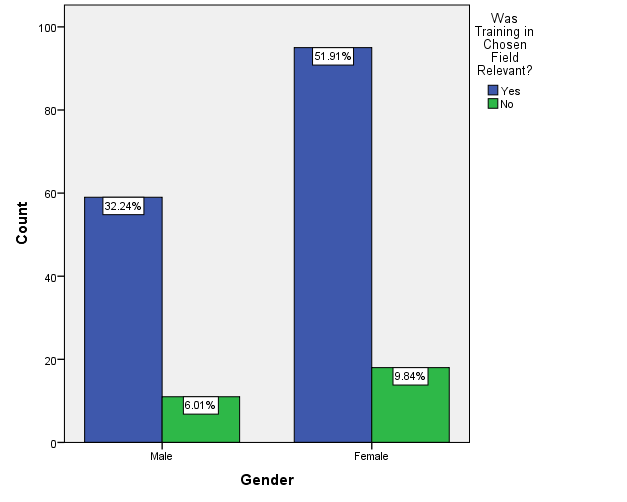 Was
Training in
Chosen
Field
Relevant?
Yes
No
100
80
60
40
20
0
Count
51.91%
32.24%
9.84%
6.01%
Male
Female
Gender